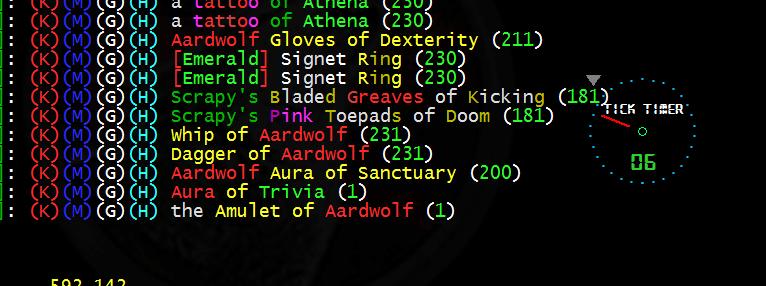 : (K)(M)(G)(H) a tattoo of Athena (230)
: (K)(M)(G)(H) a tattoo of Athena (230)
: (K)(M)(G)(H) Aardwolf Gloves of Dexterity (211)
: (K)(M)(G)(H) [Emerald] Signet Ring (230)
: (K)(M)(G)(H) [Emerald] Signet Ring (230)
: (K)(M)(G)(H) Scrapy's Bladed Greaves of Kicking (181)
: (K)(M)(G)(H) Scrapy's Pink Toepads of Doom (181)
: (K)(M)(G)(H) Whip of Aardwolf (231)
: (K)(M)(G)(H) Dagger of Aardwolf (231)
: (K)(M)(G)(H) Aardwolf Aura of Sanctuary (200)
: (K)(M)(G)(H) Aura of Trivia (1)
: (K)(M)(G)(H) the Amulet of Aardwolf (1)
TICK TIMER
06
592,142